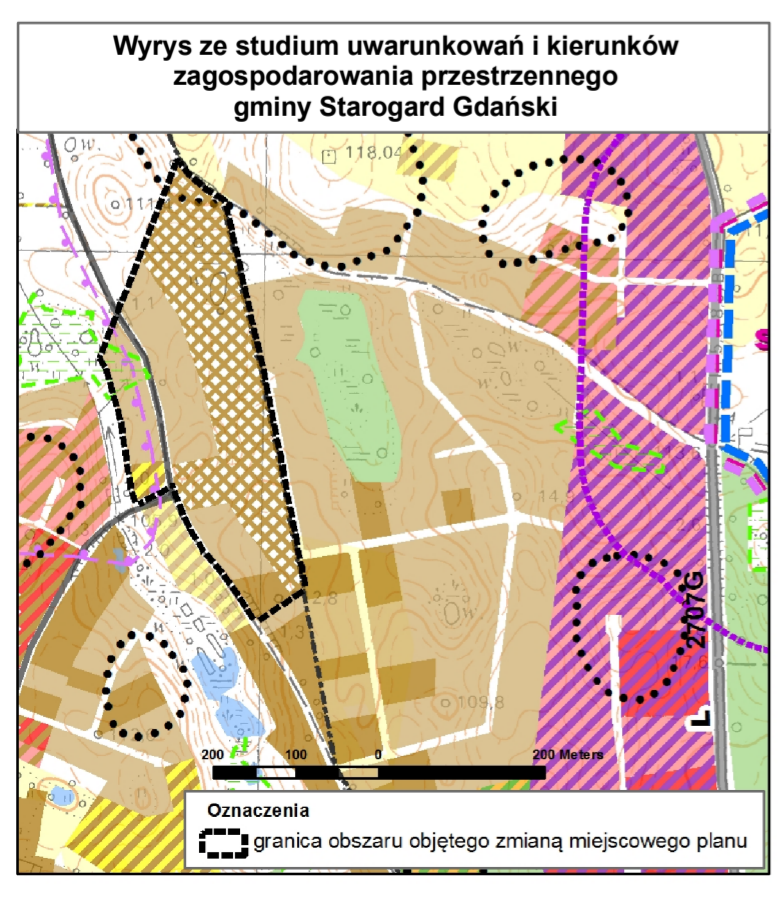 Wyrys ze studium uwarunkowań i kierunków
zagospodarowania przestrzennego
gminy Starogard Gdański
118,04
110
109,8
2707G
L
200 100 0 200 Meters
Oznaczenia
granica obszaru objętego zmianą miejscowego planu